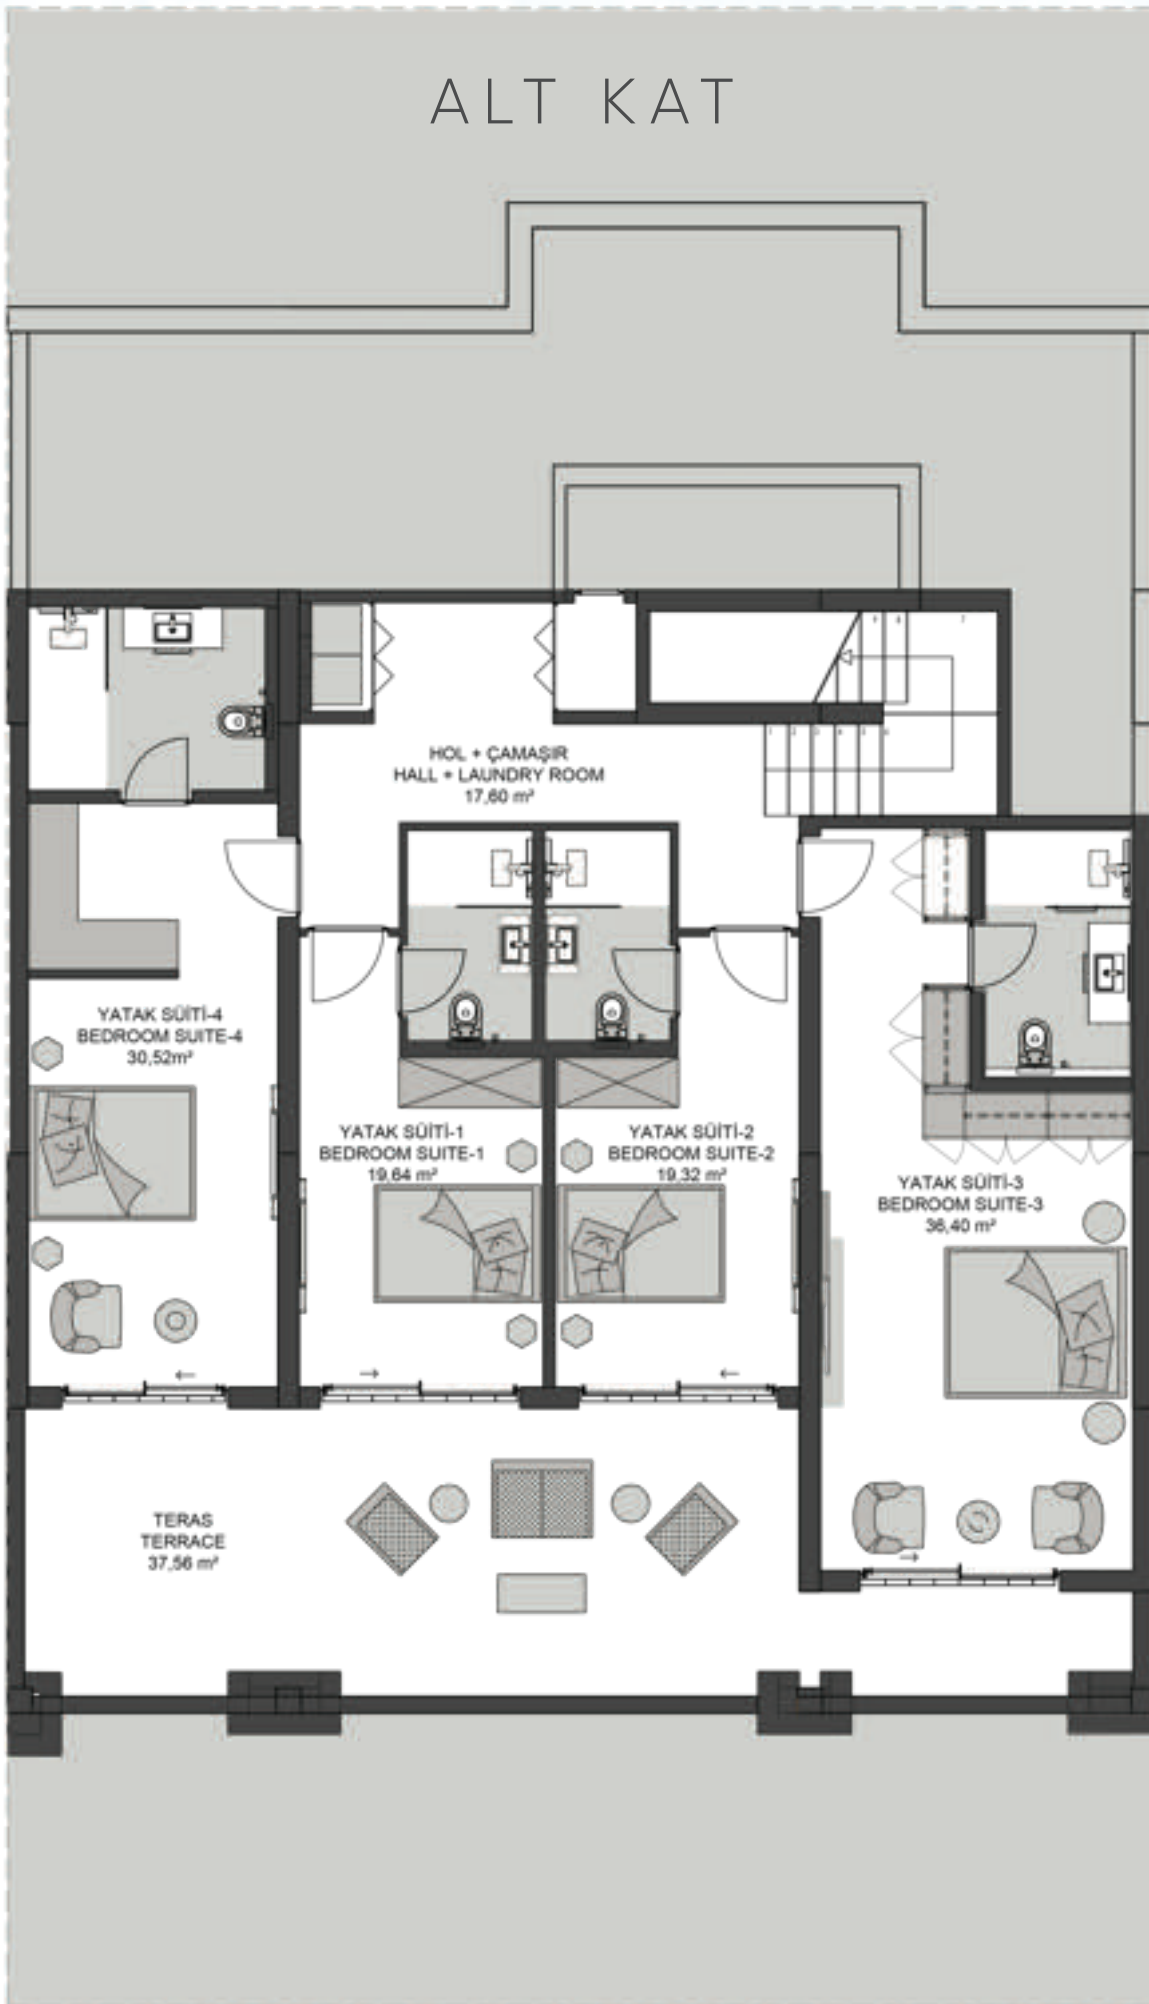 ALT KAT
HOL + ÇAMAŞIR
HALL + LAUNDRY ROOM
17,60 m²
YATAK SÜİTİ-4
BEDROOM SUITE-4
30,52m²
YATAK SÜİTİ-1
BEDROOM SUITE-1
19,64 m²
YATAK SÜİTİ-2
BEDROOM SUITE-2
19,32 m²
YATAK SÜİTİ-3
BEDROOM SUITE-3
36,40 m²
TERAS
TERRACE
37,56 m²